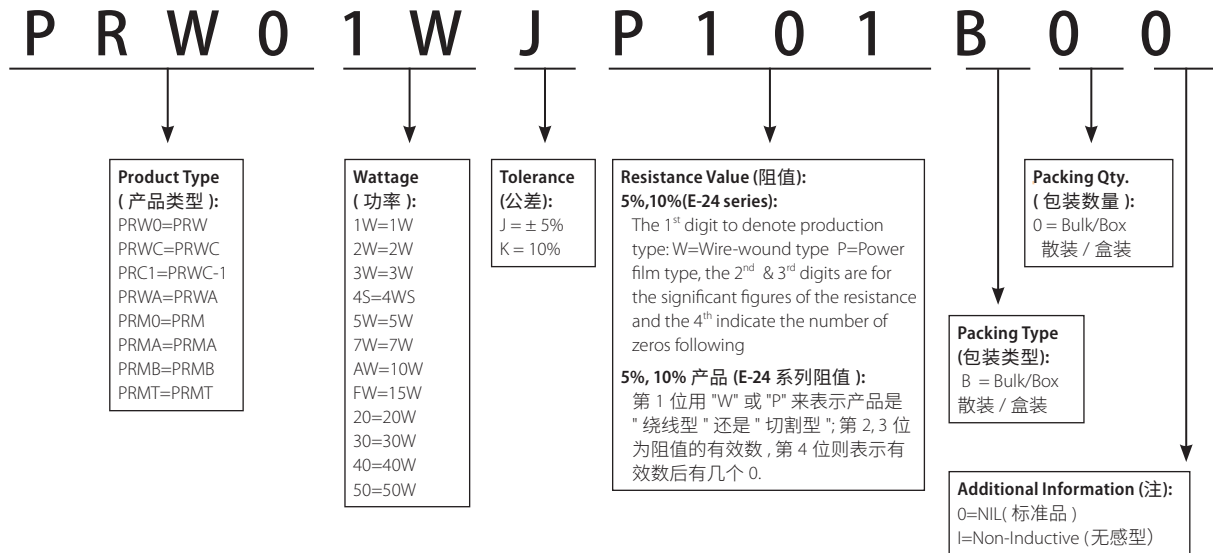 P R W 0 1 W J P 1 0 1 B 0 0
Product Type
( 产品类型 ):
PRW0=PRW
PRWC=PRWC
PRC1=PRWC-1
PRWA=PRWA
PRM0=PRM
PRMA=PRMA
PRMB=PRMB
PRMT=PRMT
Wattage
( 功率 ):
1W=1W
2W=2W
3W=3W
4S=4WS
5W=5W
7W=7W
AW=10W
FW=15W
20=20W
30=30W
40=40W
50=50W
Tolerance
(公差):
J = ± 5%
K = 10%
Resistance Value (阻值):
5%,10%(E-24 series):
The 1st digit to denote production
type: W=Wire-wound type P=Power
film type, the 2nd & 3rd digits are for
the significant figures of the resistance
and the 4th indicate the number of
zeros following
5%, 10% 产品 (E-24 系列阻值 ):
第 1 位用 "W" 或 "P" 来表示产品是
" 绕线型 " 还是 " 切割型 "; 第 2, 3 位
为阻值的有效数 , 第 4 位则表示有
效数后有几个 0.
Packing Qty.
( 包装数量 ):
0 = Bulk/Box
散装 / 盒装
Packing Type
(包装类型):
B = Bulk/Box
散装 / 盒装
Additional Information (注):
0=NIL( 标准品 )
I=Non-Inductive (无感型)